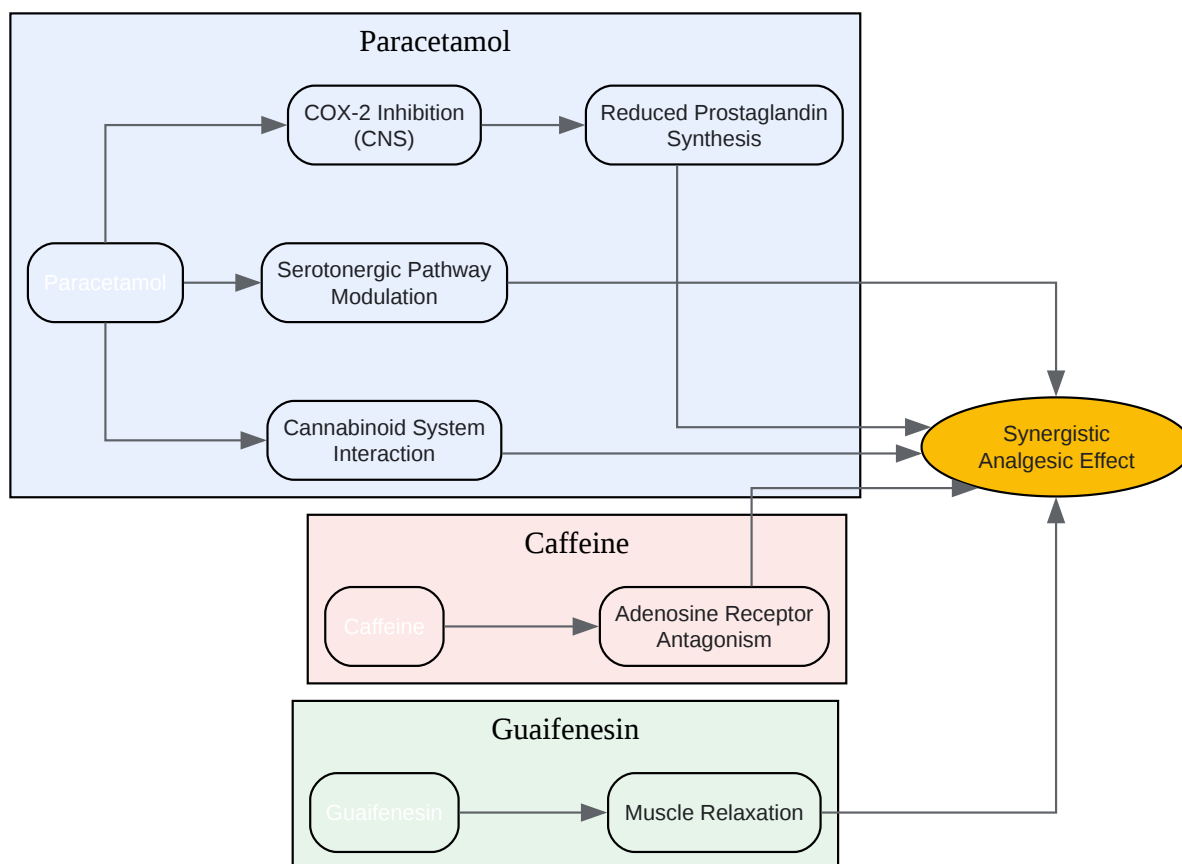 Paracetamol
COX-2 Inhibition
(CNS)
Reduced Prostaglandin
Synthesis
Paracetamol
Serotonergic Pathway
Modulation
Cannabinoid System
Interaction
Synergistic
Analgesic Effect
Caffeine
Caffeine
Adenosine Receptor
Antagonism
Guaifenesin
Guaifenesin
Muscle Relaxation